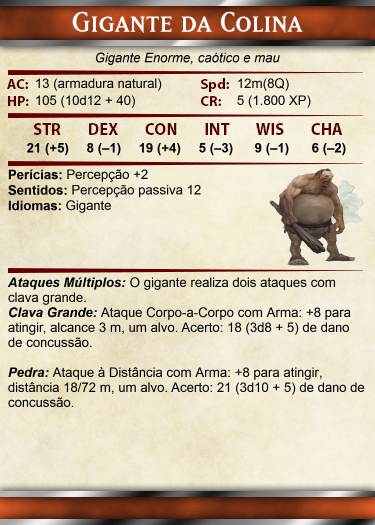 Gigante da Colina
Gigante Enorme, caótico e mau
AC: 13 (armadura natural) Spd: 12m(8Q)
HP: 105 (10d12 + 40) CR: 5 (1.800 XP)
STR DEX CON INT WIS CHA
21 (+5) 8 (–1) 19 (+4) 5 (–3) 9 (–1) 6 (–2)
Perícias: Percepção +2
Sentidos: Percepção passiva 12
Idiomas: Gigante
Ataques Múltiplos: O gigante realiza dois ataques com
clava grande.
Clava Grande: Ataque Corpo-a-Corpo com Arma: +8 para
atingir, alcance 3 m, um alvo. Acerto: 18 (3d8 + 5) de dano
de concussão.
Pedra: Ataque à Distância com Arma: +8 para atingir,
distância 18/72 m, um alvo. Acerto: 21 (3d10 + 5) de dano de
concussão.